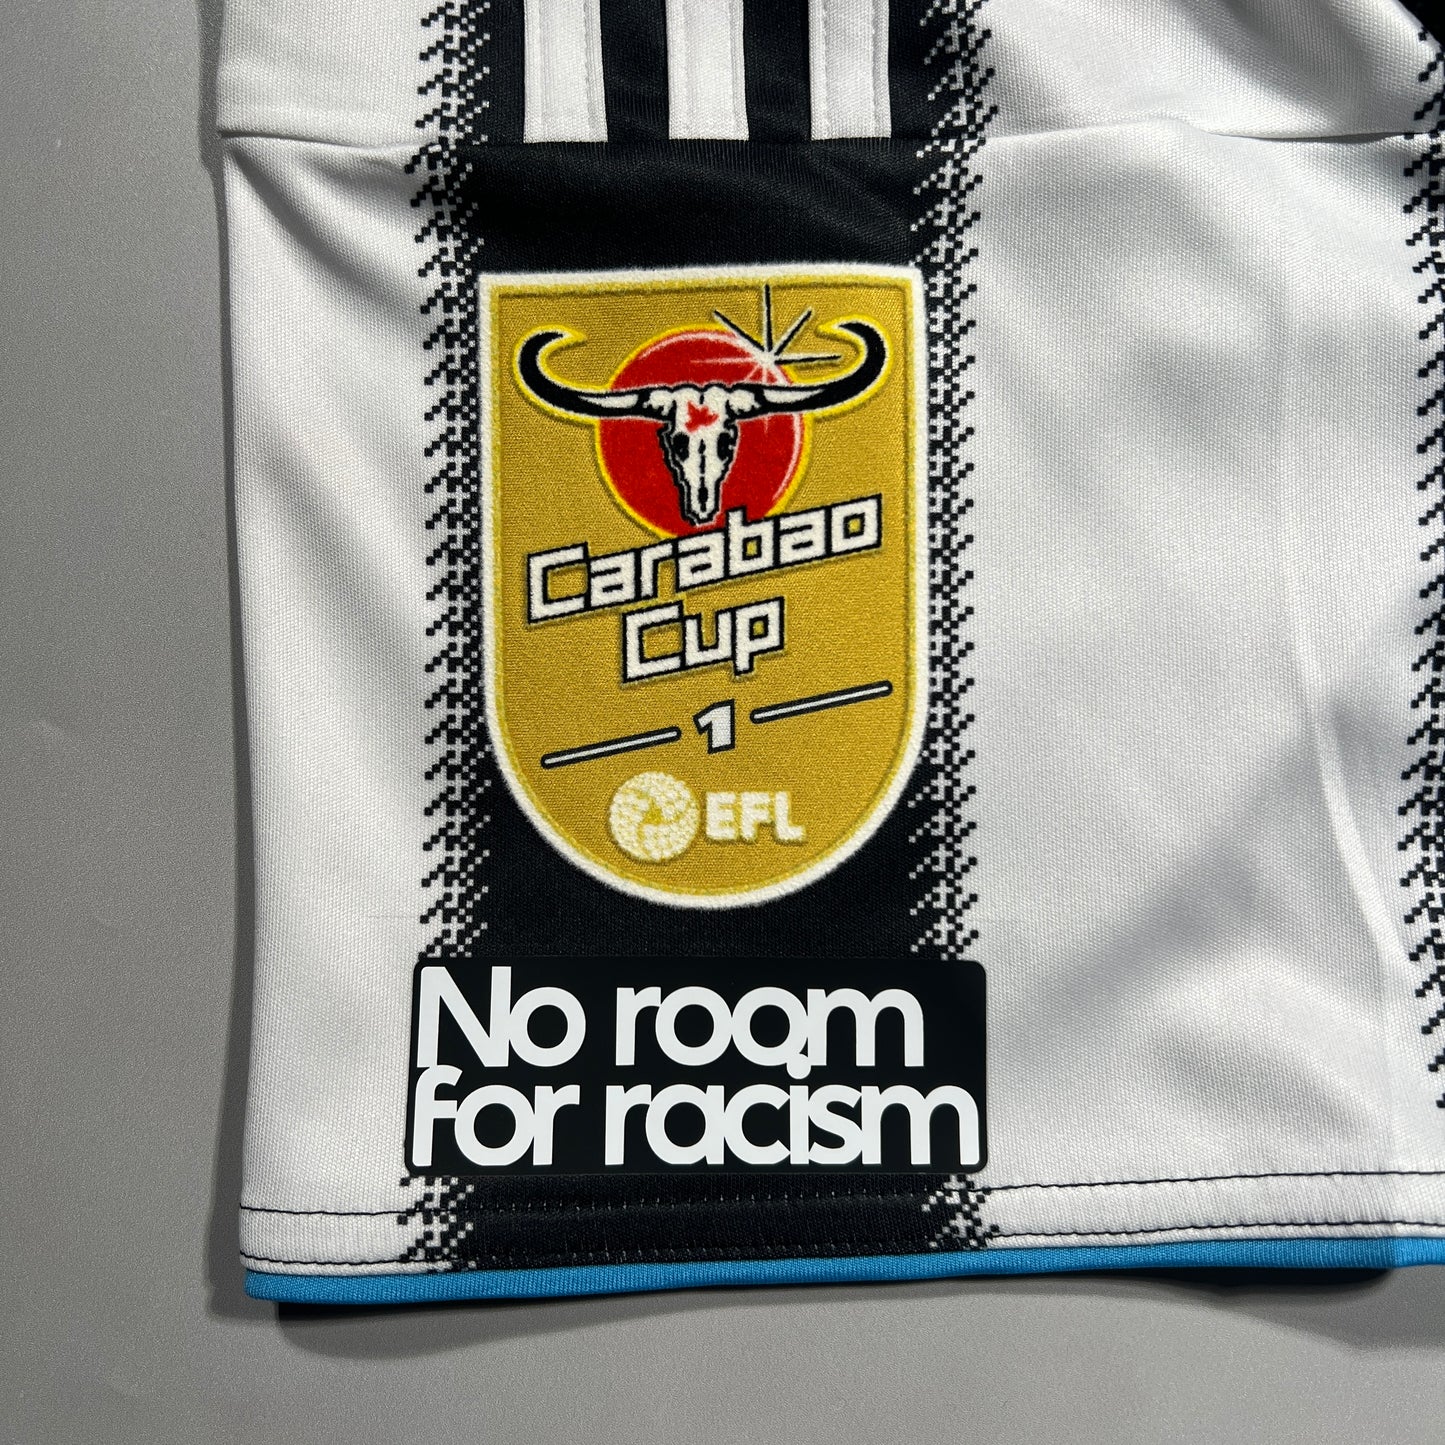 Carabao
Cup
1
EFL
No room
for racism